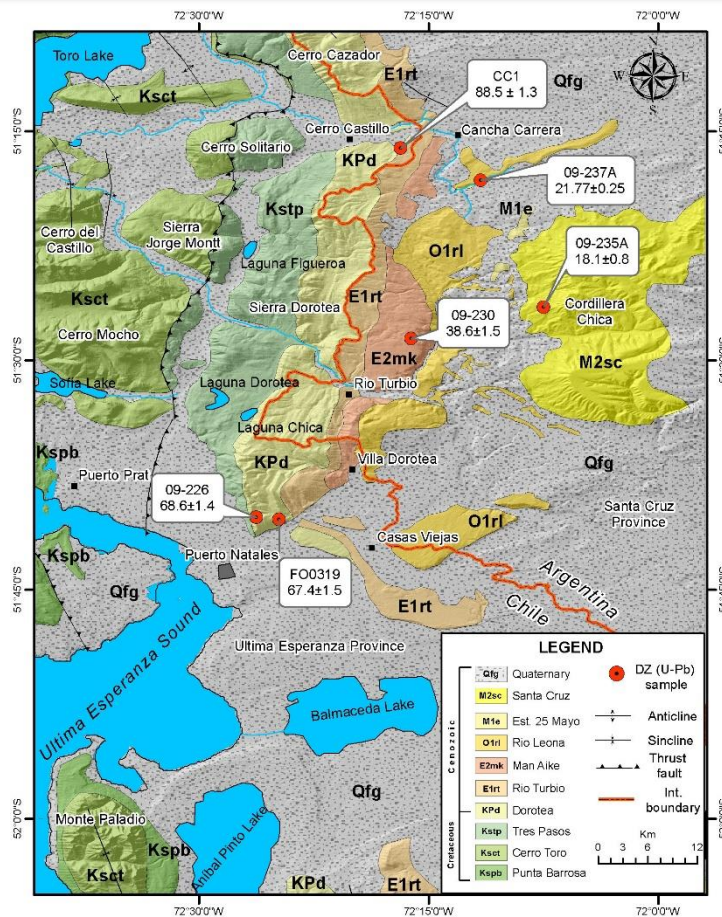 72°30'0"W
72°15'0"W
72°0'0"W
Toro Lake
Cerro Cazador
E1rt
CC1
88.5 ± 1.3
Qfg
N
W
E
S
Ksct
51°15'0"S
Cerro Castillo
Cancha Carrera
Cerro Solitario
KPd
09-237A
21.77±0.25
Kstp
M1e
Sierra
Jorge Montt
Cerro del
Castillo
O1rl
09-235A
18.1±0.8
Laguna Figueroa
Ksct
E1rt
Sierra Dorotea
09-230
38.6±1.5
Cordillera
Chica
Cerro Mocho
E2mk
M2sc
51°30'0"S
Sofia Lake
Laguna Dorotea
Rio Turbio
Laguna Chica
Kspb
KPd
Villa Dorotea
Qfg
Puerto Prat
09-226
68.6±1.4
Santa Cruz
Province
O1rl
Puerto Natales
Casas Viejas
Kspb
FO0319
67.4±1.5
Qfg
51°45'0"S
51°45'0"S
E1rt
Argentina
Chile
Ultima Esperanza Sound
Ultima Esperanza Province
Balmaceda Lake
Qfg
52°0'0"S
Monte Paladio
Kspb
Ksct
Anibal Pinto Lake
KPd
E1rt
LEGEND
Cenozoic
Cretaceous
Qfg Quaternary
M2sc Santa Cruz
M1e Est. 25 Mayo
O1rl Rio Leona
E2mk Man Aike
E1rt Rio Turbio
KPd Dorotea
Kstp Tres Pasos
Ksct Cerro Toro
Kspb Punta Barrosa
DZ (U-Pb)
sample
Anticline
Sincline
Thrust
fault
Int.
boundary
Km
0 3 6 12
72°30'0"W
72°15'0"W
72°0'0"W